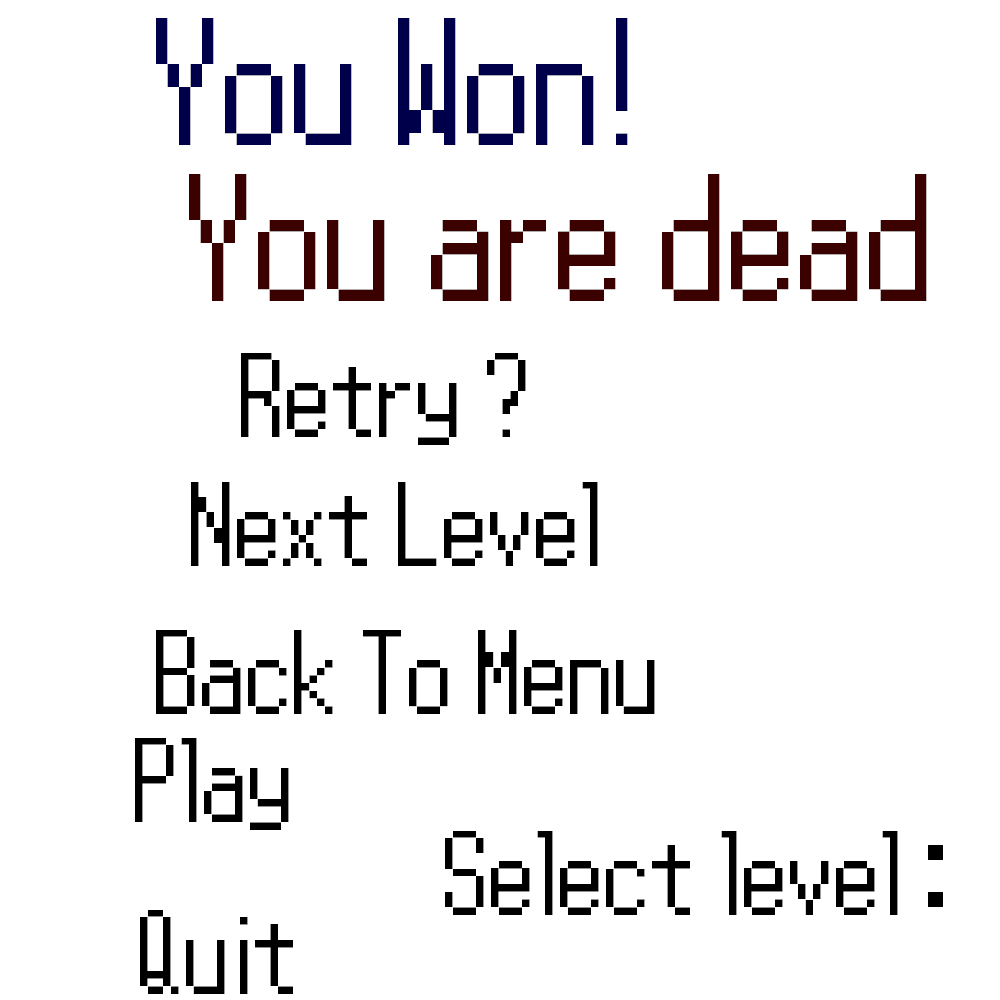 You Won!
You are dead
Retry ?
Next Level
Back To Menu
Play
Select level :
Quit